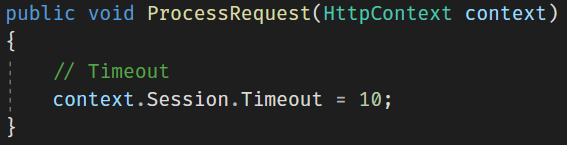 public void ProcessRequest(HttpContext context)
{
    // Timeout
    context.Session.Timeout = 10;
}